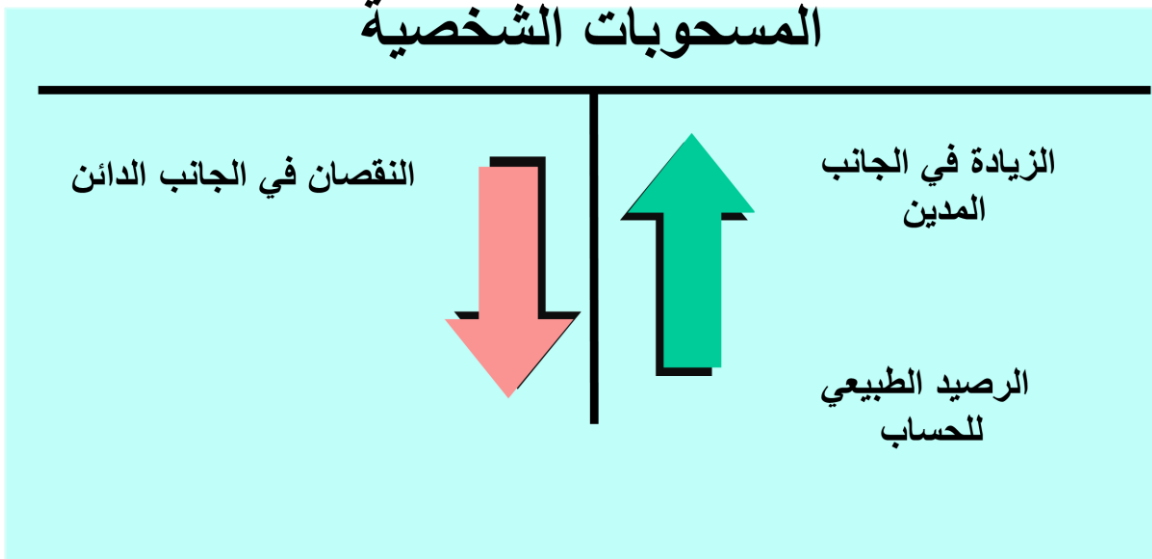 المسحوبات الشخصية
الزيادة في الجانب
المدين
النقصان في الجانب الدائن
الرصيد الطبيعي
للحساب